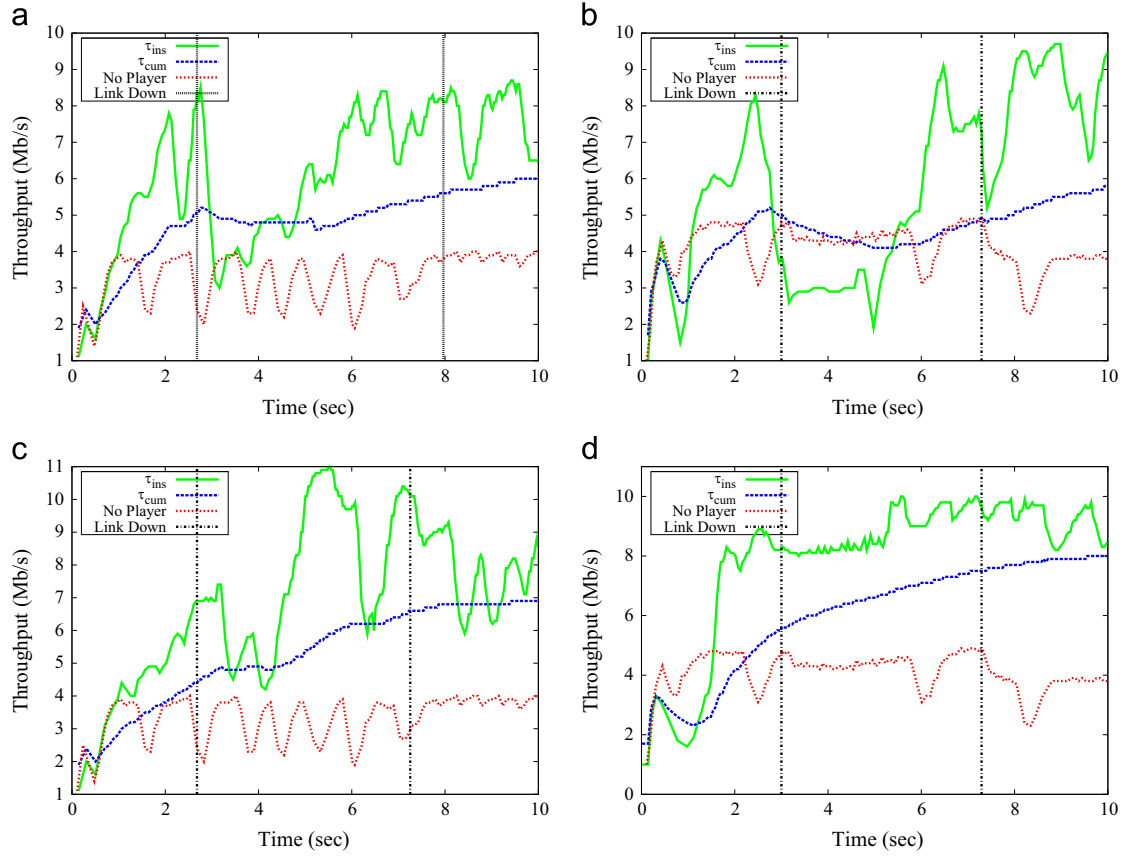 a
10
9
8
7
6
5
4
3
2
1
Throughput (Mb/s)
τins
τcum
No Player
Link Down
0 2 4 6 8 10
Time (sec)
b
10
9
8
7
6
5
4
3
2
1
Throughput (Mb/s)
τins
τcum
No Player
Link Down
0 2 4 6 8 10
Time (sec)
c
11
10
9
8
7
6
5
4
3
2
1
Throughput (Mb/s)
τins
τcum
No Player
Link Down
0 2 4 6 8 10
Time (sec)
d
10
8
6
4
2
0
Throughput (Mb/s)
τins
τcum
No Player
Link Down
0 2 4 6 8 10
Time (sec)